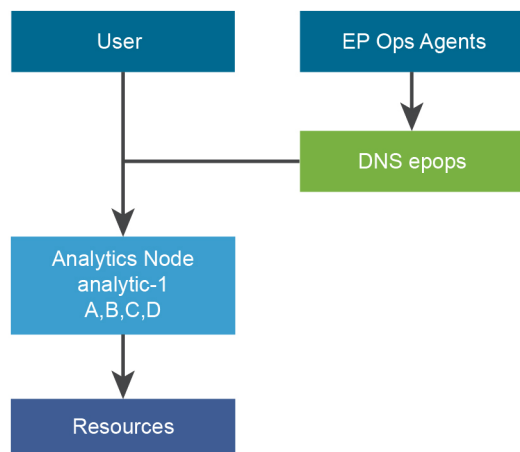 User
EP Ops Agents
DNS epops
Analytics Node
analytic-1
A,B,C,D
Resources